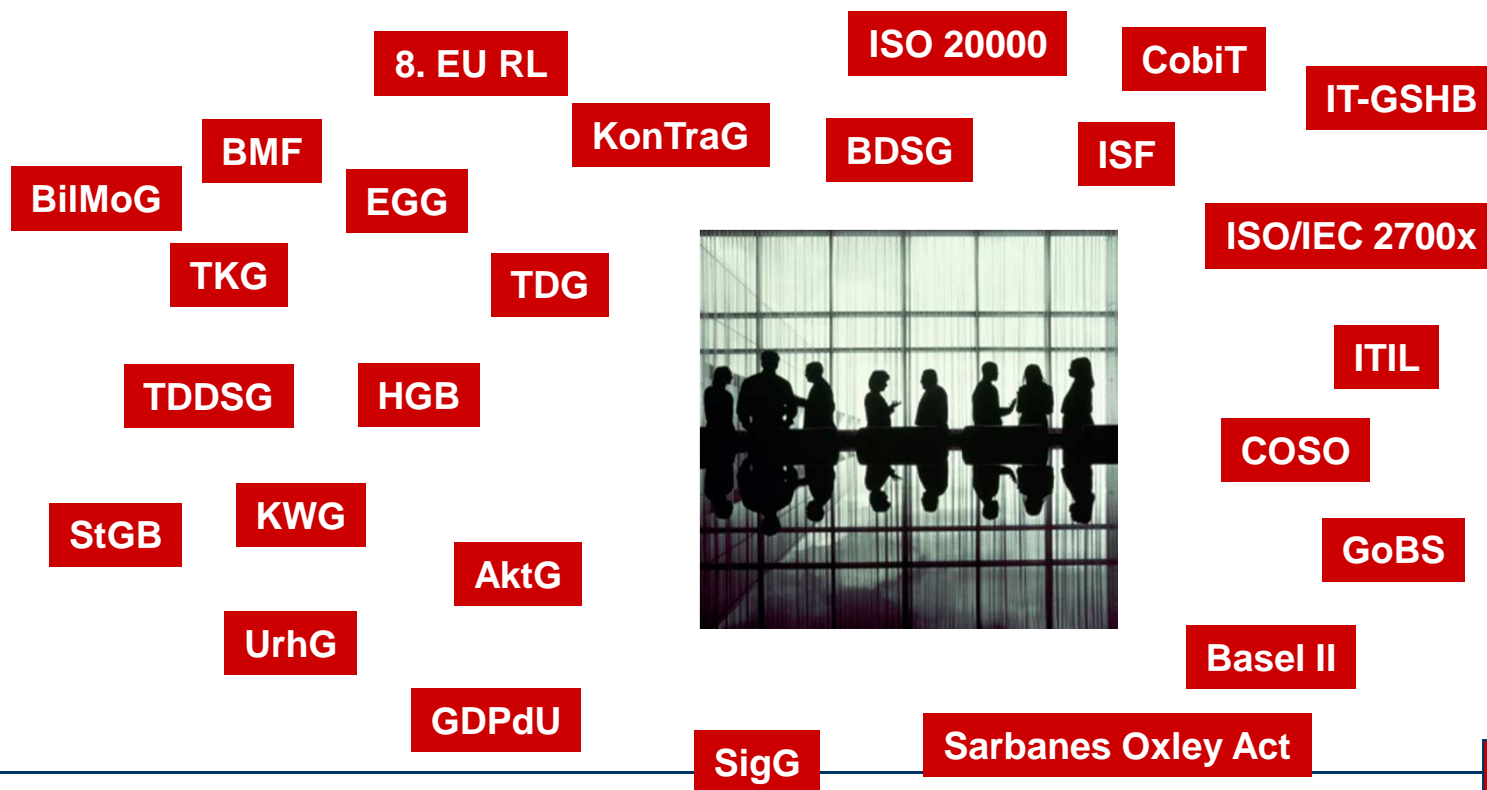 8. EU RL
ISO 20000
CobiT
IT-GSHB
BMF
KonTraG
BDSG
ISF
BilMoG
EGG
ISO/IEC 2700x
TKG
TDG
ITIL
TDDSG
HGB
COSO
StGB
KWG
GoBS
AktG
UrhG
Basel II
GDPdU
SigG
Sarbanes Oxley Act